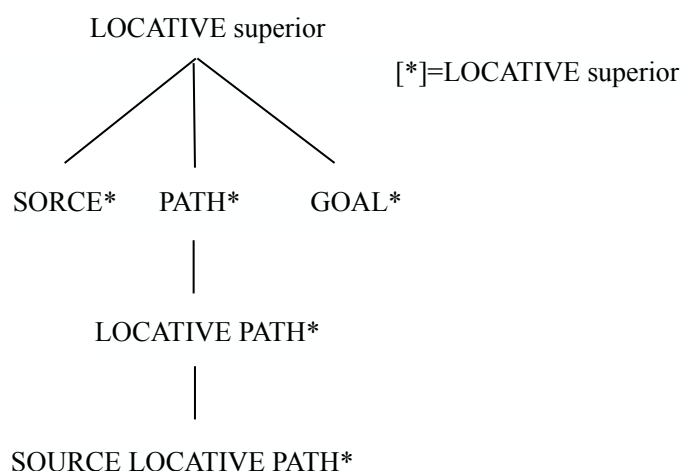 LOCATIVE superior
[*]=LOCATIVE superior
SORCE* PATH* GOAL*
LOCATIVE PATH*
SOURCE LOCATIVE PATH*